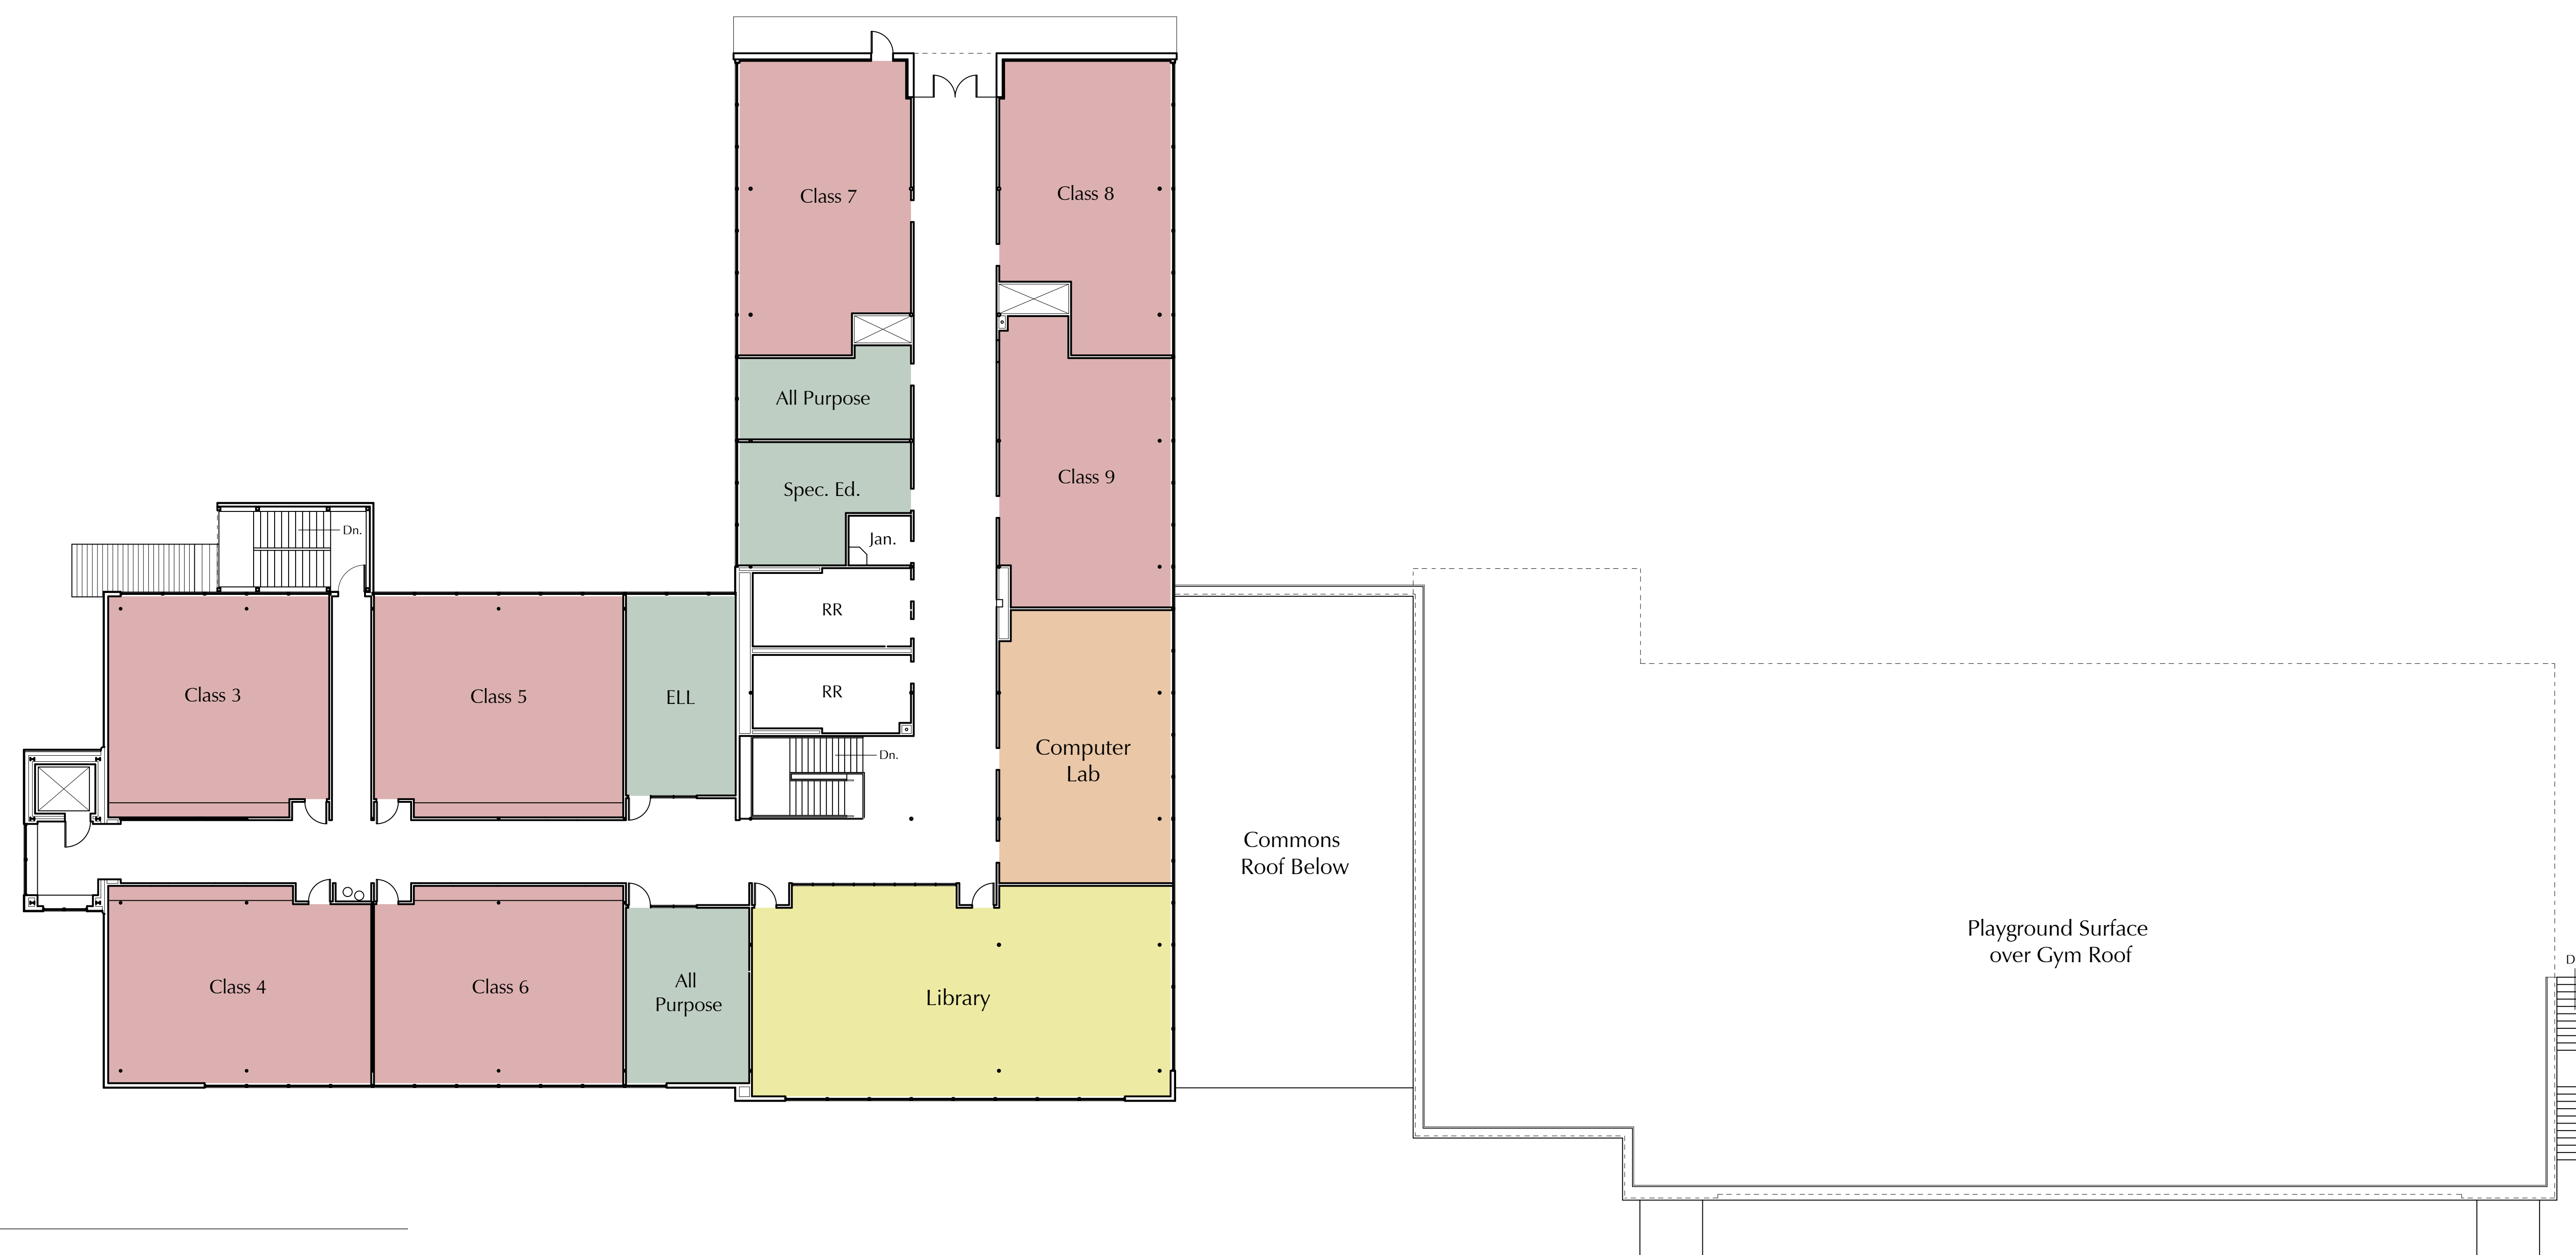 Class 7
Class 8
All Purpose
Class 9
Spec. Ed.
Dn.
Jan.
RR
RR
Class 3
Class 5
ELL
Computer
Lab
Dn.
Commons
Roof Below
Playground Surface
over Gym Roof
D
Class 4
Class 6
All
Purpose
Library